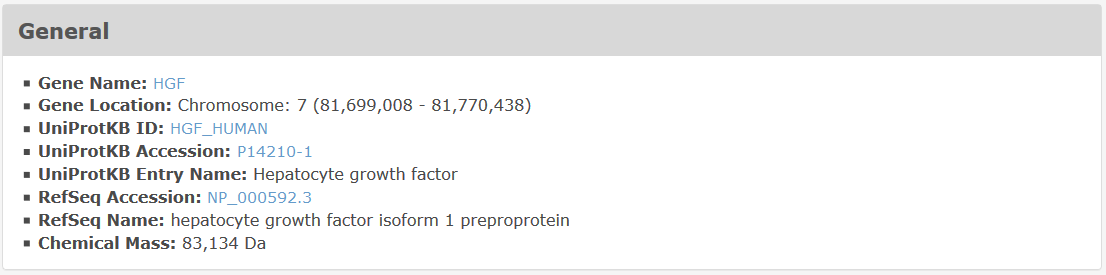 General
Gene Name: HGF
Gene Location: Chromosome: 7 (81,699,008 - 81,770,438)
UniProtKB ID: HGF_HUMAN
UniProtKB Accession: P14210-1
UniProtKB Entry Name: Hepatocyte growth factor
RefSeq Accession: NP_000592.3
RefSeq Name: hepatocyte growth factor isoform 1 preproprotein
Chemical Mass: 83,134 Da